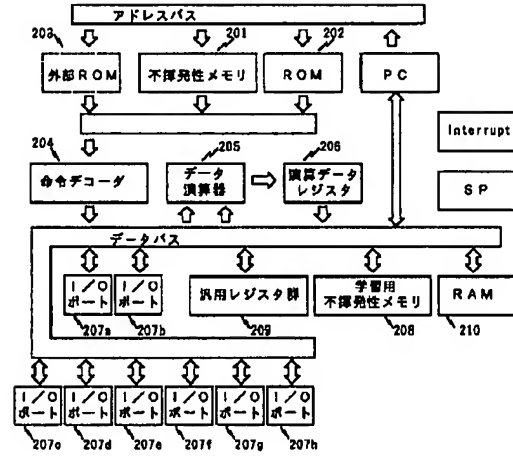 アドレスバス
203
201
202
外部ROM
不揮発性メモリ
ROM
PC
Interrupt
204
205
206
命令デコーダ
データ
演算器
演算データ
レジスタ
SP
データバス
I/O
ポート
I/O
ポート
汎用レジスタ群
学習用
不揮発性メモリ
RAM
207a
207b
209
208
210
I/O
ポート
I/O
ポート
I/O
ポート
I/O
ポート
I/O
ポート
I/O
ポート
207c
207d
207e
207f
207g
207h